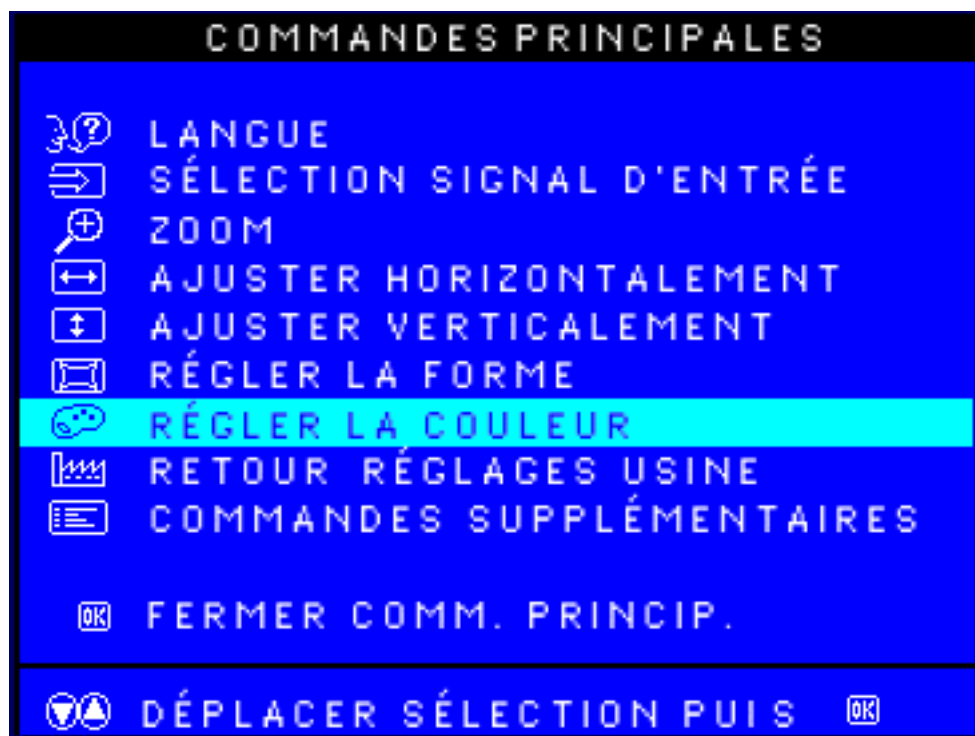 COMMANDES PRINCIPALES
LANGUE
SÉLECTION SIGNAL D'ENTRÉE
ZOOM
AJUSTER HORIZONTALEMENT
AJUSTER VERTICALEMENT
RÉGLER LA FORME
RÉGLER LA COULEUR
RETOUR RÉGLAGES USINE
COMMANDES SUPPLÉMENTAIRES
OK FERMER COMM. PRINCIP.
DÉPLACER SÉLECTION PUIS OK